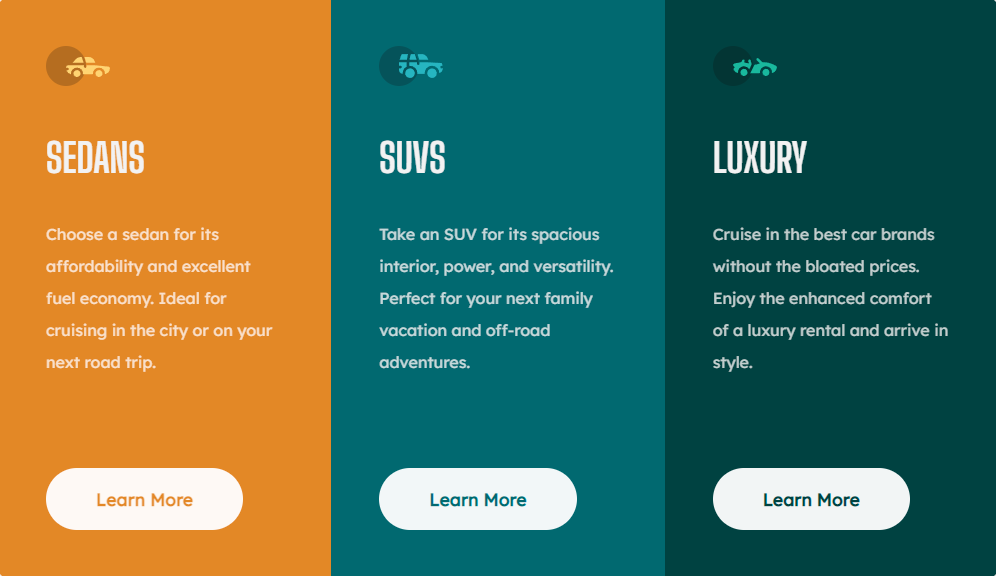 SEDANS
Choose a sedan for its
affordability and excellent
fuel economy. Ideal for
cruising in the city or on your
next road trip.
Learn More
SUVS
Take an SUV for its spacious
interior, power, and versatility.
Perfect for your next family
vacation and off-road
adventures.
Learn More
LUXURY
Cruise in the best car brands
without the bloated prices.
Enjoy the enhanced comfort
of a luxury rental and arrive in
style.
Learn More